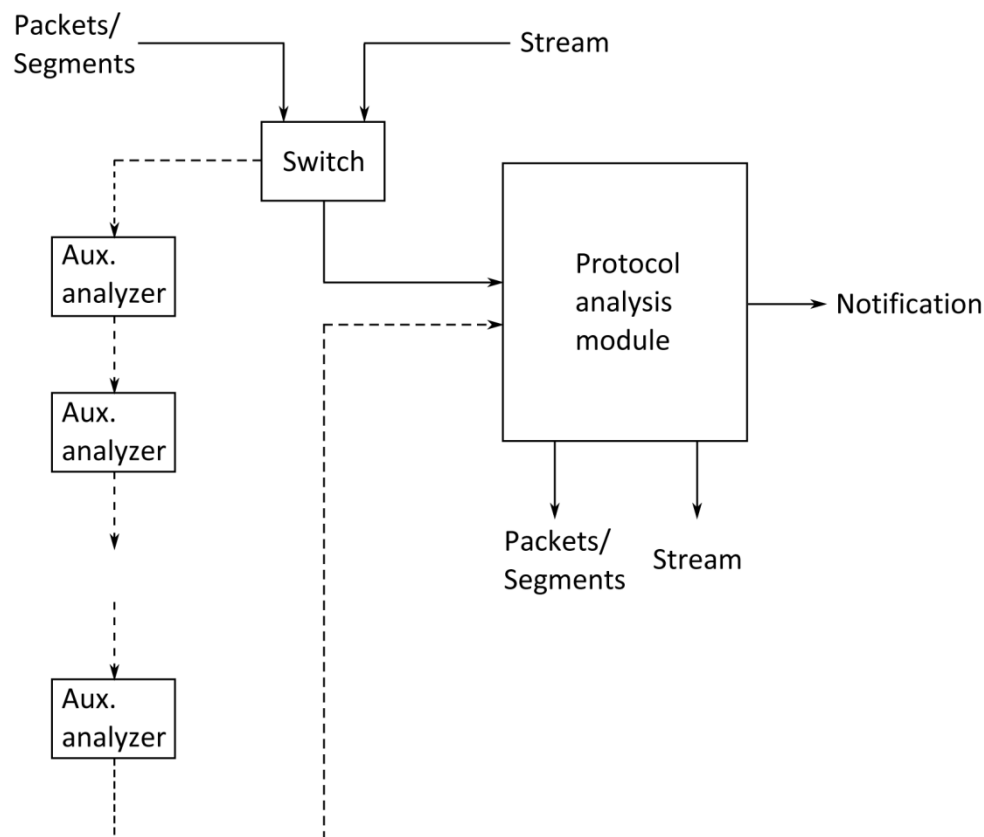 Packets/
Segments
Stream
Switch
Aux.
analyzer
Protocol
analysis
module
Notification
Aux.
analyzer
Packets/
Segments
Stream
Aux.
analyzer